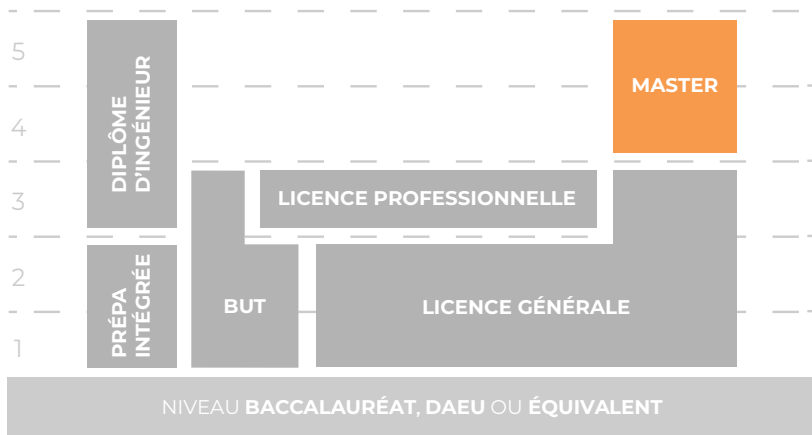 5
MASTER
DIPLÔME
D'INGÉNIEUR
4
3
LICENCE PROFESSIONNELLE
2
PRÉPA
INTÉGRÉE
BUT
LICENCE GÉNÉRALE
1
NIVEAU BACCALAURÉAT, DAEU OU ÉQUIVALENT